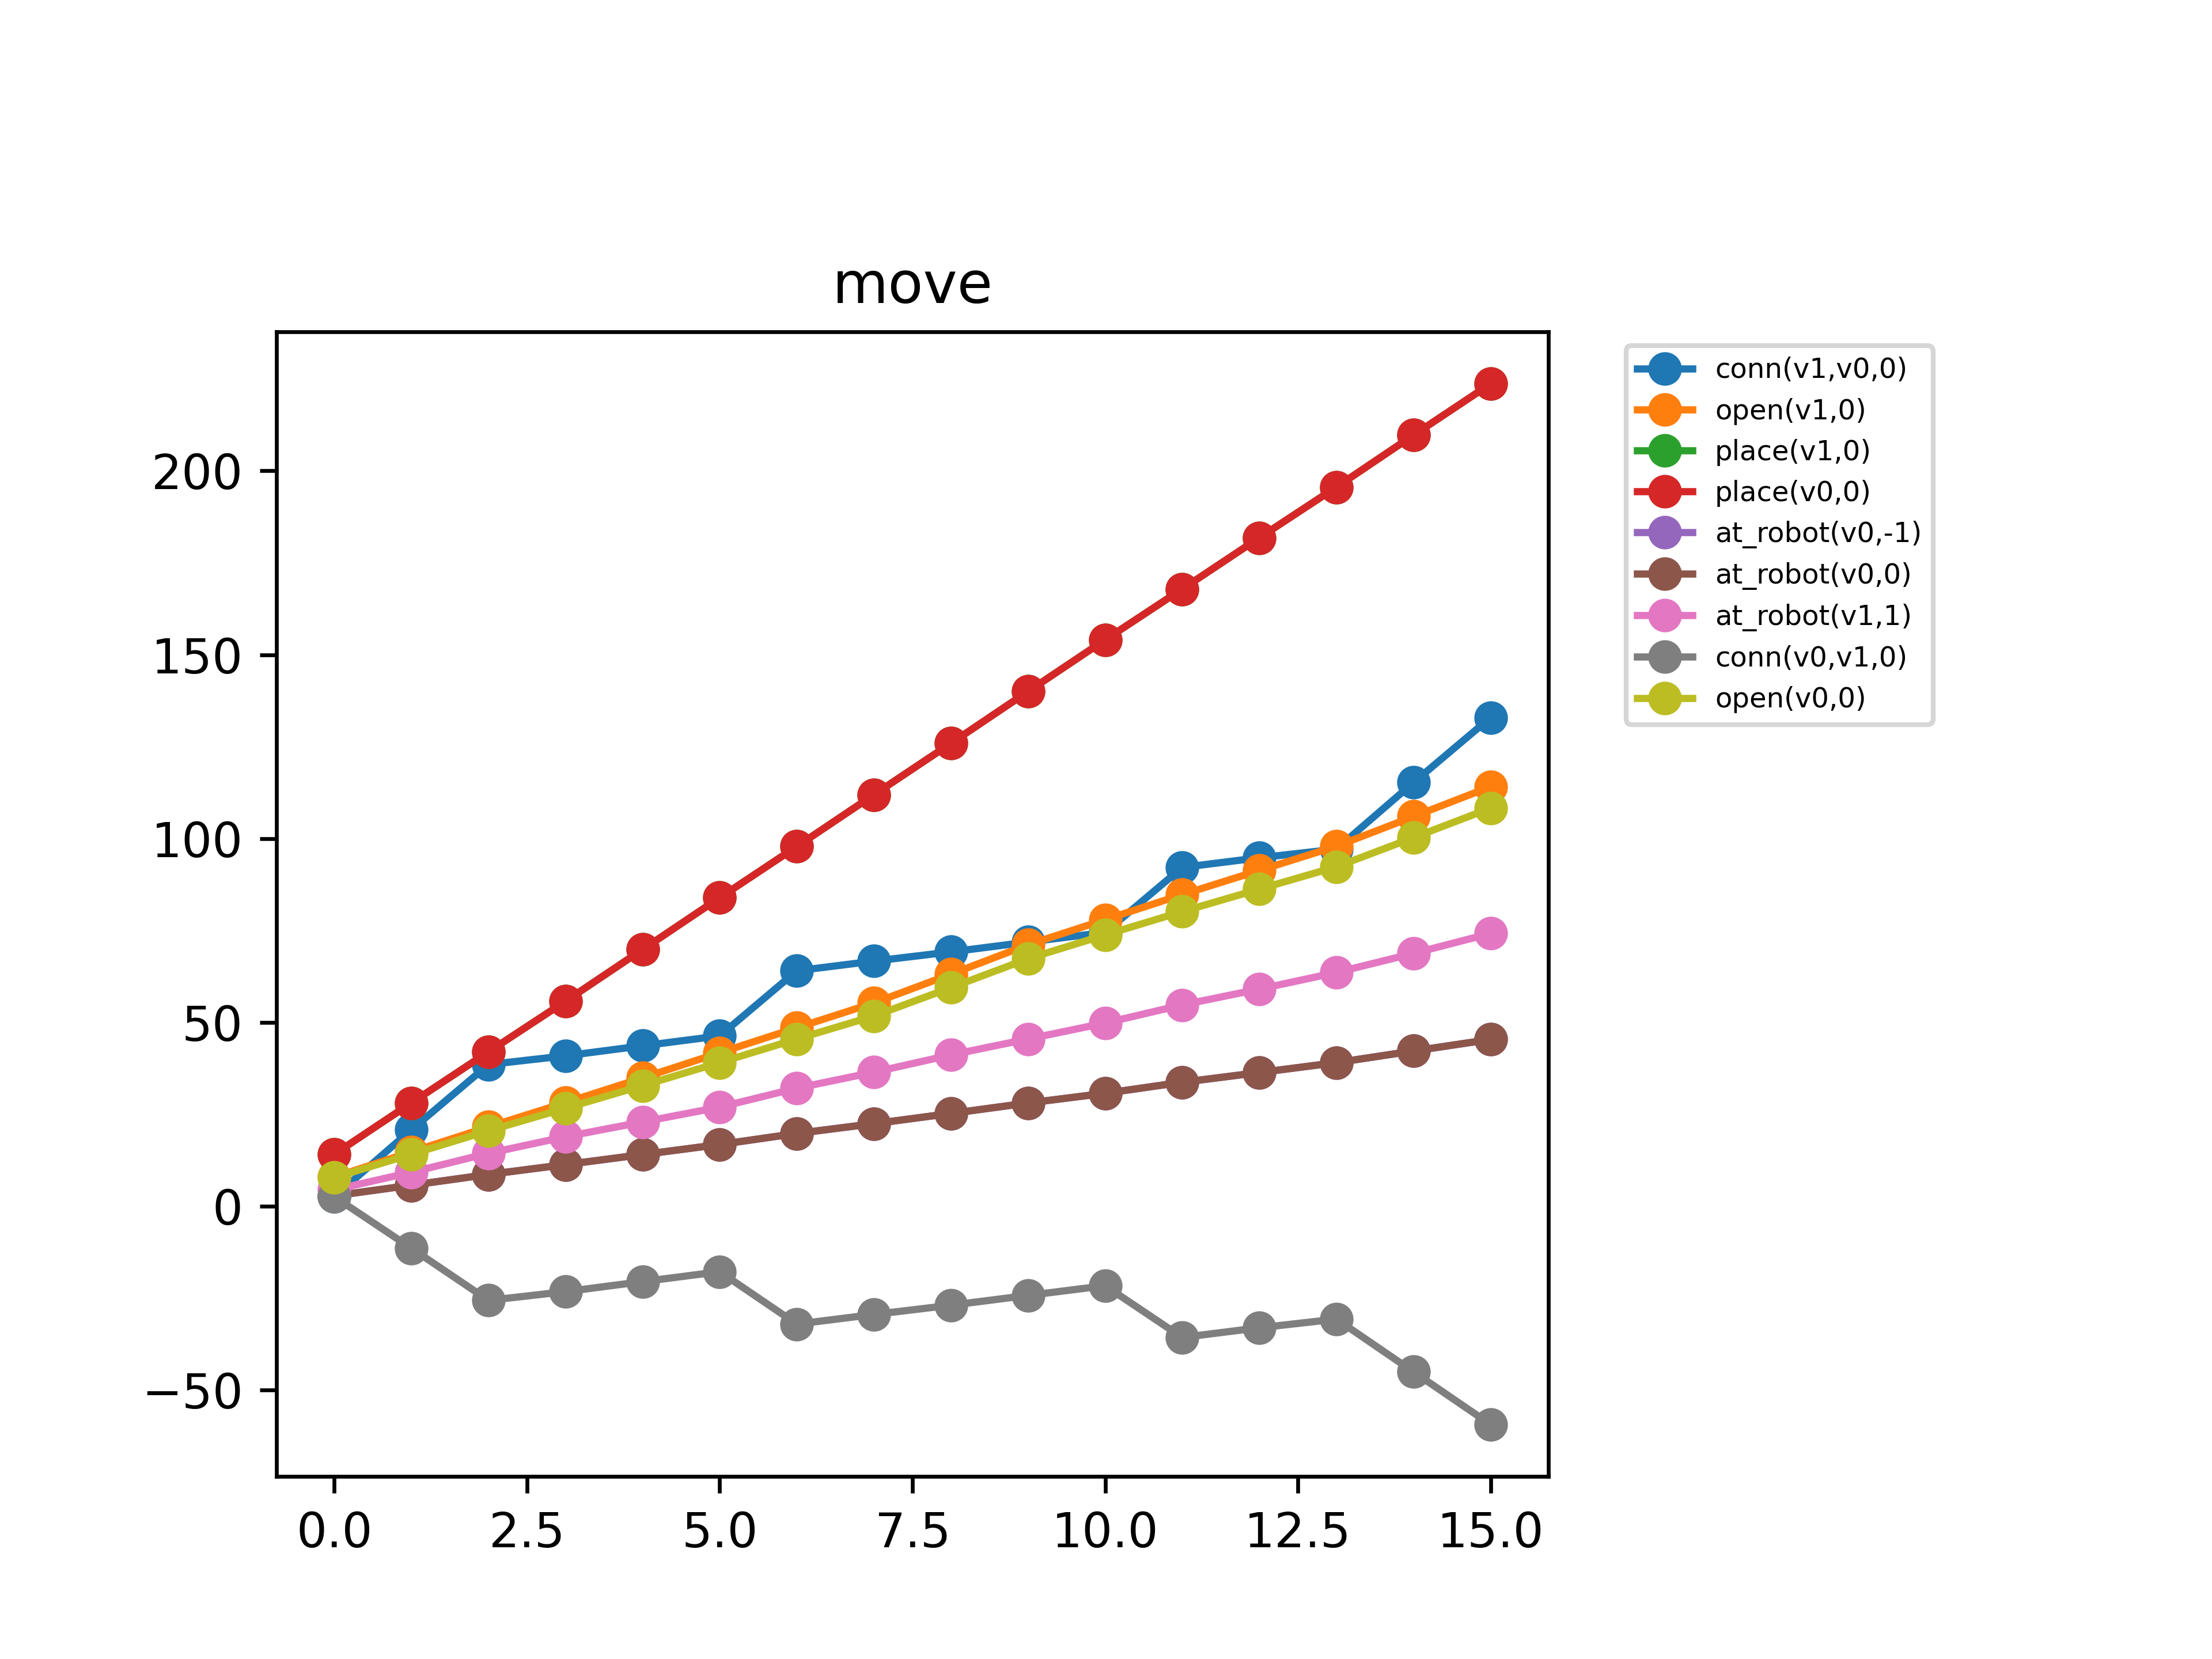 move
200
150
100
50
0
−50
0.0 2.5 5.0 7.5 10.0 12.5 15.0
conn(v1,v0,0)
open(v1,0)
place(v1,0)
place(v0,0)
at_robot(v0,-1)
at_robot(v0,0)
at_robot(v1,1)
conn(v0,v1,0)
open(v0,0)